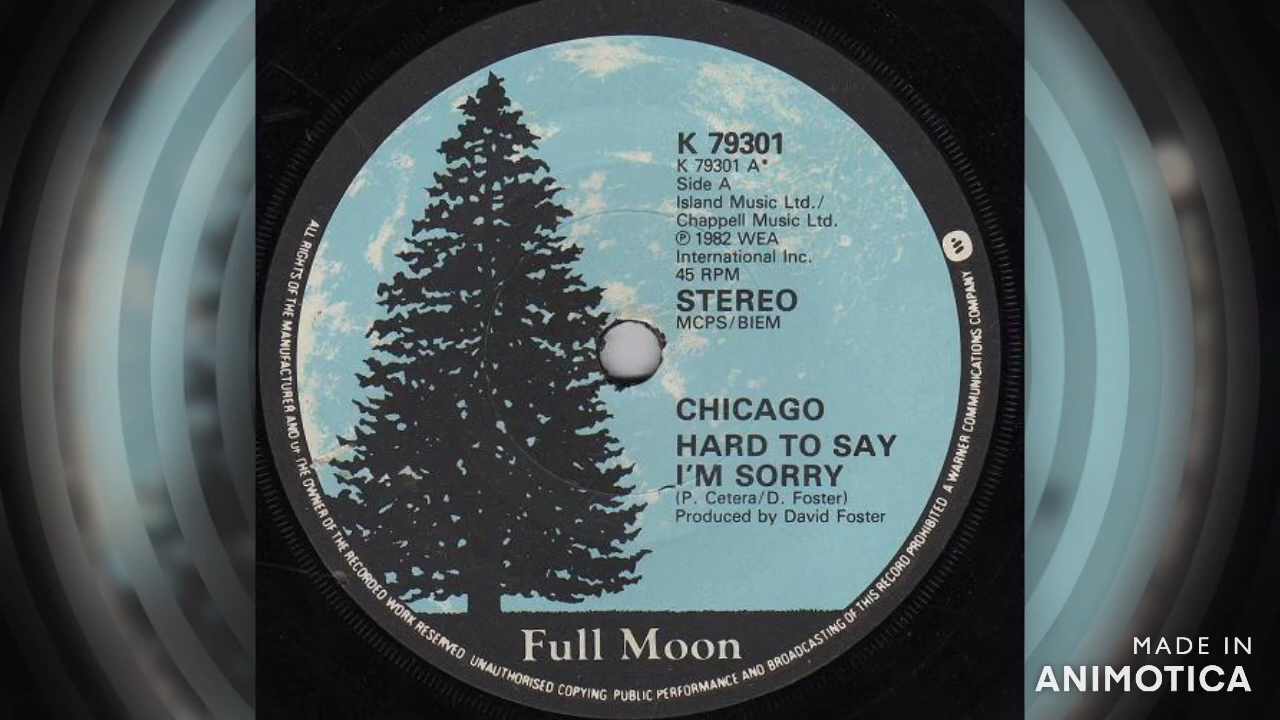 K 79301
K 79301 A*
Side A
Island Music Ltd./
Chappell Music Ltd.
℗ 1982 WEA
International Inc.
45 RPM
STEREO
MCPS/BIEM
CHICAGO
HARD TO SAY
I'M SORRY
(P. Cetera/D. Foster)
Produced by David Foster
Full Moon
ALL RIGHTS OF THE MANUFACTURER AND OF THE OWNER OF THE RECORDED WORK RESERVED UNAUTHORISED COPYING PUBLIC PERFORMANCE AND BROADCASTING OF THIS RECORD PROHIBITED A WARNER COMMUNICATIONS COMPANY
MADE IN
ANIMOTICA